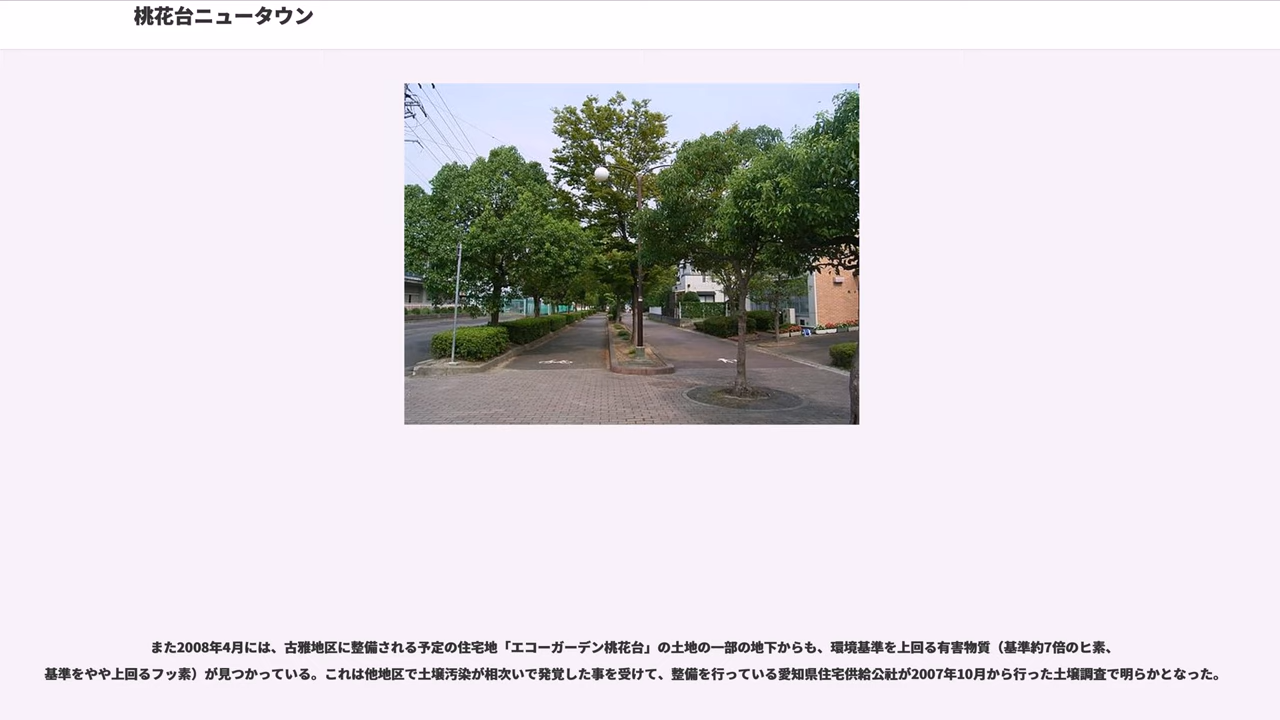 桃花台ニュータウン
また2008年4月には、古雅地区に整備される予定の住宅地「エコーガーデン桃花台」の土地の一部の地下からも、環境基準を上回る有害物質（基準約7倍のヒ素、
基準をやや上回るフッ素）が見つかっている。これは他地区で土壌汚染が相次いで発覚した事を受けて、整備を行っている愛知県住宅供給公社が2007年10月から行った土壌調査で明らかとなった。